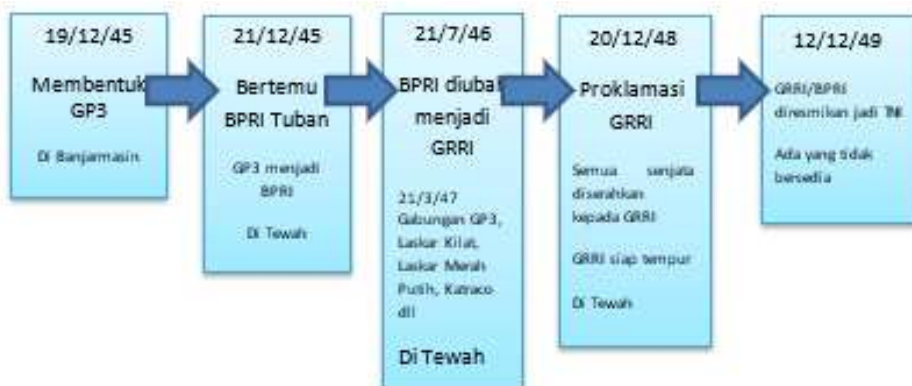 19/12/45
Membentuk
GP3
Di Banjarmasin
21/12/45
Bertemu
BPRI Tuban
GP3 menjadi
BPRI
Di Tewah
21/7/46
BPRI diubah
menjadi
GRRI
21/3/47
Gabungan GP3,
Laskar Kilat,
Laskar Merah
Putih, Katraco
dll
Di Tewah
20/12/48
Proklamasi
GRRI
Semua senjata
diserahkan
kepada GRRI
GRRI siap tempur
Di Tewah
12/12/49
GRRI/BPRI
diresmikan jadi TNI
Ada yang tidak
bersedia